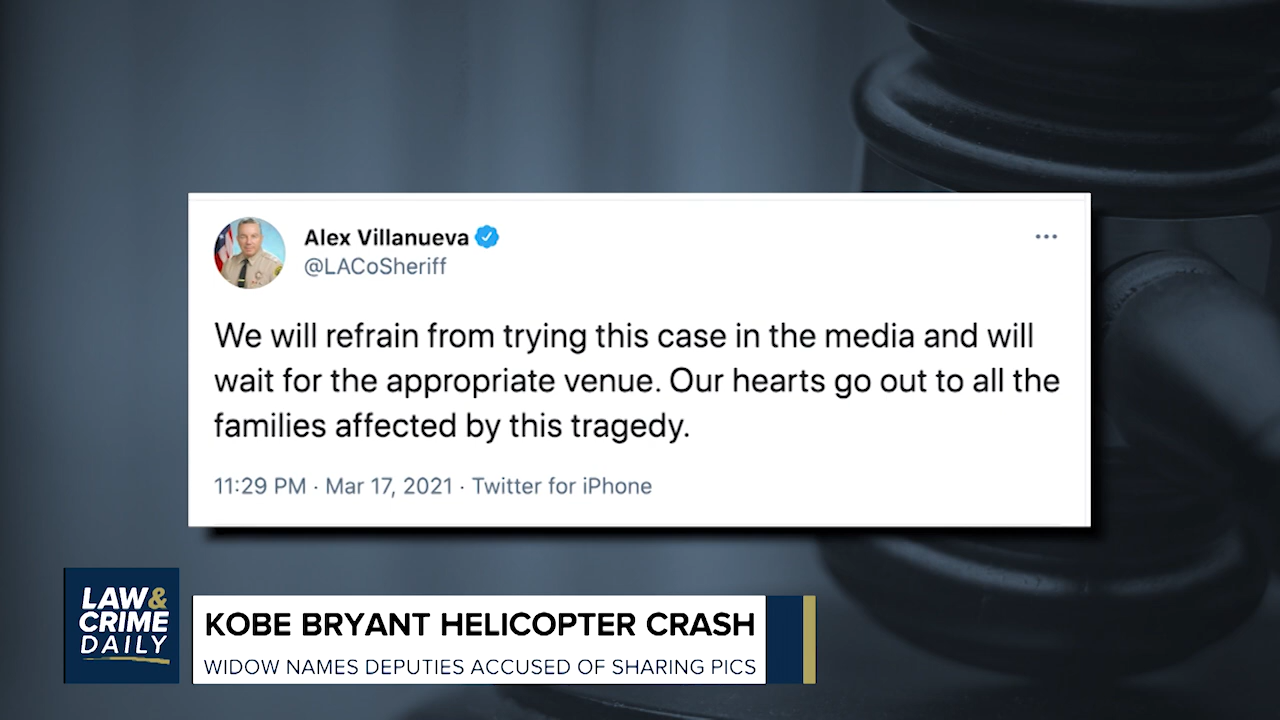 Alex Villanueva
@LACoSheriff
We will refrain from trying this case in the media and will
wait for the appropriate venue. Our hearts go out to all the
families affected by this tragedy.
11:29 PM · Mar 17, 2021 · Twitter for iPhone
LAW&
CRIME
DAILY
KOBE BRYANT HELICOPTER CRASH
WIDOW NAMES DEPUTIES ACCUSED OF SHARING PICS